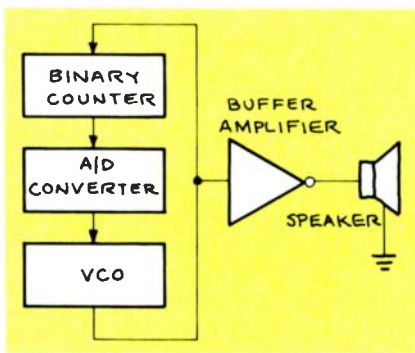 BINARY
COUNTER
A/D
CONVERTER
VCO
BUFFER
AMPLIFIER
SPEAKER